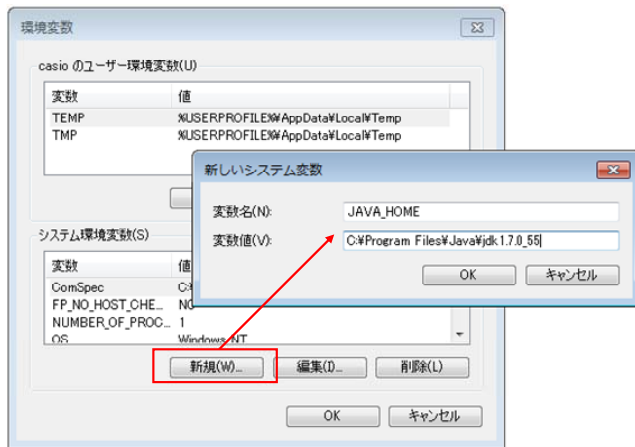 環境変数
casio のユーザー環境変数(U)
変数 値
TEMP %USERPROFILE%¥AppData¥Local¥Temp
TMP %USERPROFILE%¥AppData¥Local¥Temp
新しいシステム変数
変数名(N): JAVA_HOME
変数値(V): C:¥Program Files¥Java¥jdk1.7.0_55
OK キャンセル
システム環境変数(S)
変数 値
ComSpec
FP_NO_HOST_CHE... NO
NUMBER_OF_PROC... 1
OS Windows_NT
新規(W)... 編集(I)... 削除(L)
OK キャンセル